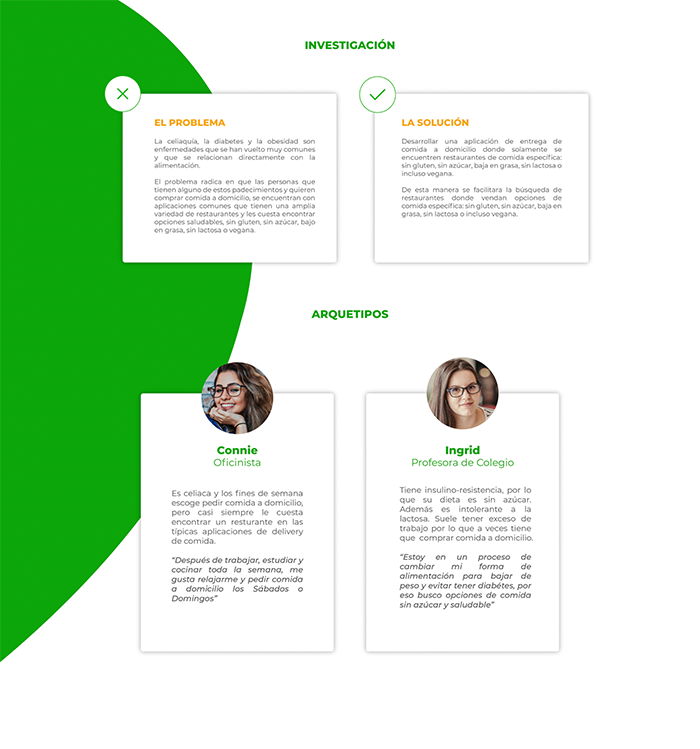 INVESTIGACIÓN
EL PROBLEMA
La celiaquía, la diabetes y la obesidad son
enfermedades que se han vuelto muy comunes
y que se relacionan directamente con la
alimentación.
El problema radica en que las personas que
tienen alguno de estos padecimientos y quieren
comprar comida a domicilio, se encuentran con
aplicaciones comunes que tienen una amplia
variedad de restaurantes y les cuesta encontrar
opciones saludables, sin gluten, sin azúcar, bajo
en grasa, sin lactosa o vegana.
LA SOLUCIÓN
Desarrollar una aplicación de entrega de
comida a domicilio donde solamente se
encuentren restaurantes de comida específica:
sin gluten, sin azúcar, baja en grasa, sin lactosa o
incluso vegana.
De esta manera se facilitara la búsqueda de
restaurantes donde vendan opciones de
comida específica: sin gluten, sin azúcar, baja en
grasa, sin lactosa o incluso vegana.
ARQUETIPOS
Connie
Oficinista
Es celiaca y los fines de semana
escoge pedir comida a domicilio,
pero casi siempre le cuesta
encontrar un resturante en las
típicas aplicaciones de delivery
de comida.
“Después de trabajar, estudiar y
cocinar toda la semana, me
gusta relajarme y pedir comida
a domicilio los Sábados o
Domingos”
Ingrid
Profesora de Colegio
Tiene insulino-resistencia, por lo
que su dieta es sin azúcar.
Además es intolerante a la
lactosa. Suele tener exceso de
trabajo por lo que a veces tiene
que comprar comida a domicilio.
“Estoy en un proceso de
cambiar mi forma de
alimentación para bajar de
peso y evitar tener diabétes, por
eso busco opciones de comida
sin azúcar y saludable”